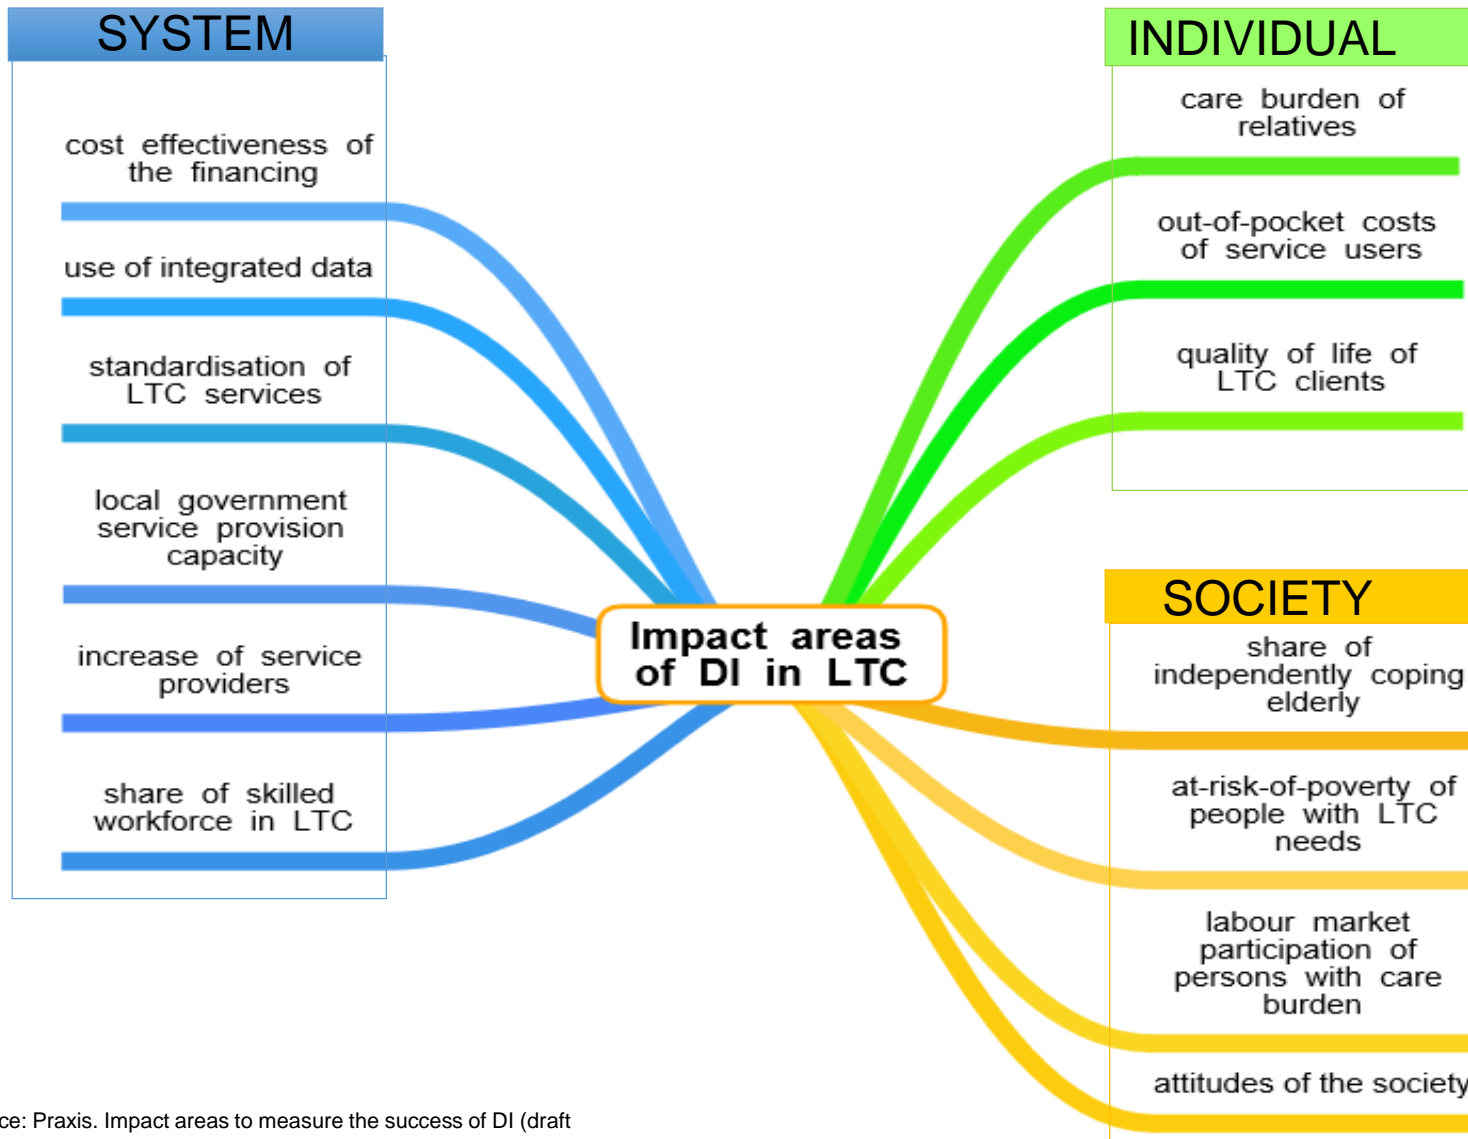 SYSTEM
cost effectiveness of
the financing
use of integrated data
standardisation of
LTC services
local government
service provision
capacity
increase of service
providers
share of skilled
workforce in LTC
Impact areas
of DI in LTC
INDIVIDUAL
care burden of
relatives
out-of-pocket costs
of service users
quality of life of
LTC clients
SOCIETY
share of
independently coping
elderly
at-risk-of-poverty of
people with LTC
needs
labour market
participation of
persons with care
burden
attitudes of the society
ce: Praxis. Impact areas to measure the success of DI (draft